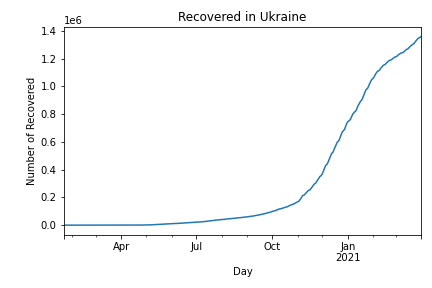 Recovered in Ukraine
1e6
1.4
1.2
1.0
0.8
0.6
0.4
0.2
0.0
Number of Recovered
Apr
Jul
Oct
Jan
2021
Day